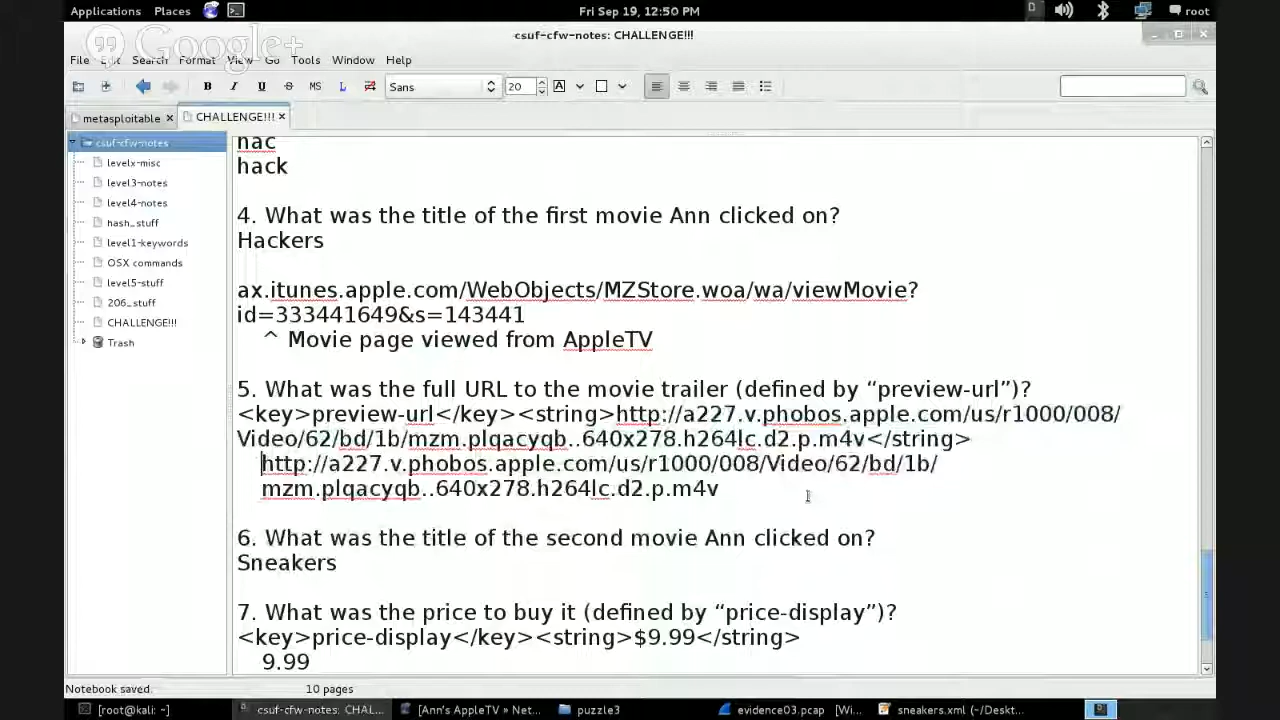 Applications Places Fri Sep 19, 12:50 PM root
csuf-cfw-notes: CHALLENGE!!!
Google+
File Edit Search Format View Go Tools Window Help
B I U S MS L Sans 20 A
metasploitable CHALLENGE!!!
csuf-cfw-notes
levelx-misc
level3-notes
level4-notes
hash_stuff
level1-keywords
OSX commands
level5-stuff
206_stuff
CHALLENGE!!!
Trash
hac
hack
4. What was the title of the first movie Ann clicked on?
Hackers
ax.itunes.apple.com/WebObjects/MZStore.woa/wa/viewMovie?
id=333441649&s=143441
^ Movie page viewed from AppleTV
5. What was the full URL to the movie trailer (defined by “preview-url”)?
<key>preview-url</key><string>http://a227.v.phobos.apple.com/us/r1000/008/
Video/62/bd/1b/mzm.plqacyqb..640x278.h264lc.d2.p.m4v</string>
http://a227.v.phobos.apple.com/us/r1000/008/Video/62/bd/1b/
mzm.plqacyqb..640x278.h264lc.d2.p.m4v
6. What was the title of the second movie Ann clicked on?
Sneakers
7. What was the price to buy it (defined by “price-display”)?
<key>price-display</key><string>$9.99</string>
9.99
Notebook saved. 10 pages
[root@kali: ~] csuf-cfw-notes: CHAL... [Ann's AppleTV » Net... puzzle3 evidence03.pcap [Wi... sneakers.xml (~/Deskt...